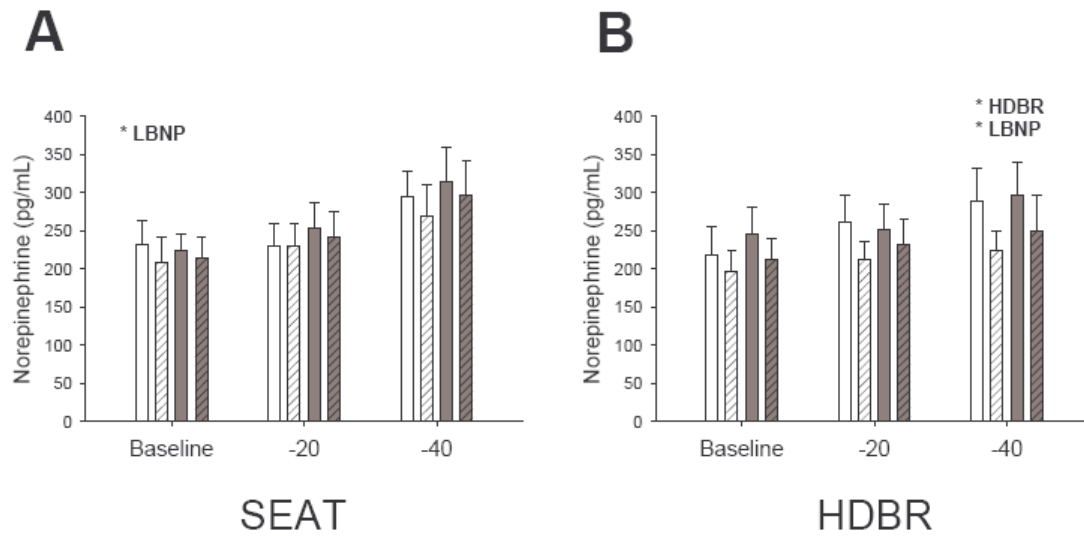 A
Norepinephrine (pg/mL)
400
350
300
250
200
150
100
50
0
* LBNP
Baseline
-20
-40
SEAT
B
Norepinephrine (pg/mL)
400
350
300
250
200
150
100
50
0
* HDBR
* LBNP
Baseline
-20
-40
HDBR